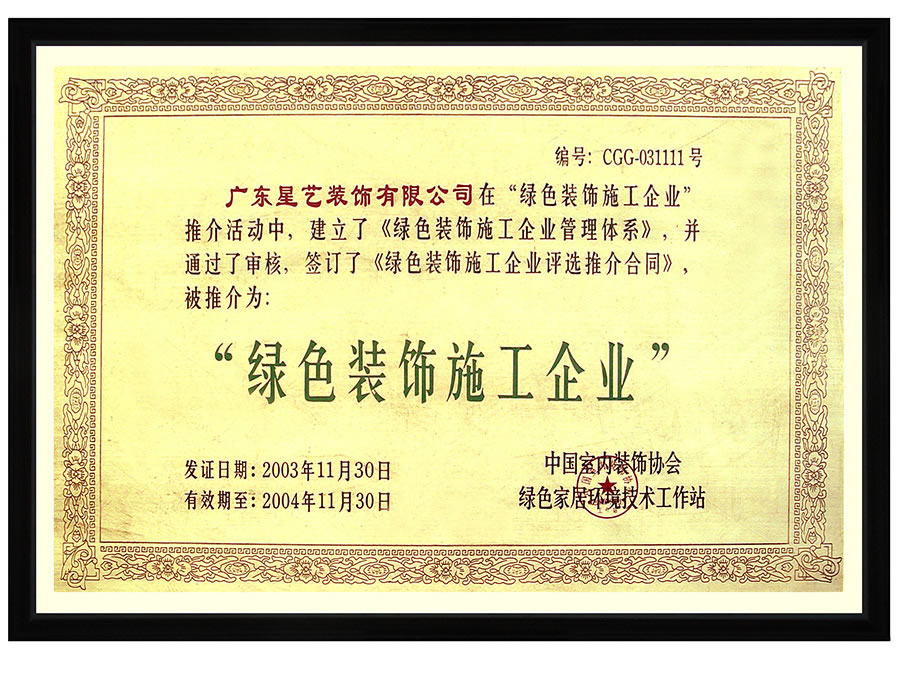 编号：CGG-031111号
广东星艺装饰有限公司在“绿色装饰施工企业”
推介活动中，建立了《绿色装饰施工企业管理体系》，并
通过了审核，签订了《绿色装饰施工企业评选推介合同》，
被推介为：
“绿色装饰施工企业”
发证日期：2003年11月30日
有效期至：2004年11月30日
中国室内装饰协会
绿色家居环境技术工作站